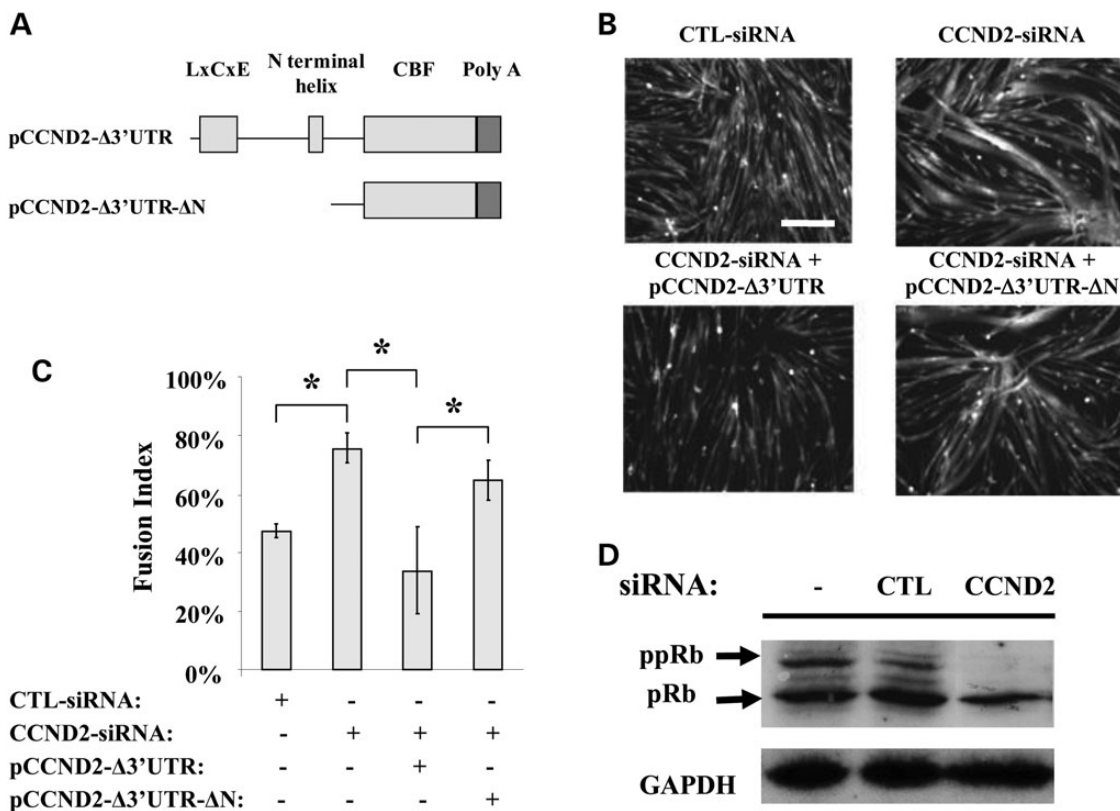 A
LxCxE
N terminal
helix
CBF
Poly A
pCCND2-Δ3’UTR
pCCND2-Δ3’UTR-ΔN
B
CTL-siRNA
CCND2-siRNA
CCND2-siRNA +
pCCND2-Δ3’UTR
CCND2-siRNA +
pCCND2-Δ3’UTR-ΔN
C
Fusion Index
100%
80%
60%
40%
20%
0%
*
*
*
CTL-siRNA: + - - -
CCND2-siRNA: - + + +
pCCND2-Δ3’UTR: - - + -
pCCND2-Δ3’UTR-ΔN: - - - +
D
siRNA: - CTL CCND2
ppRb
pRb
GAPDH